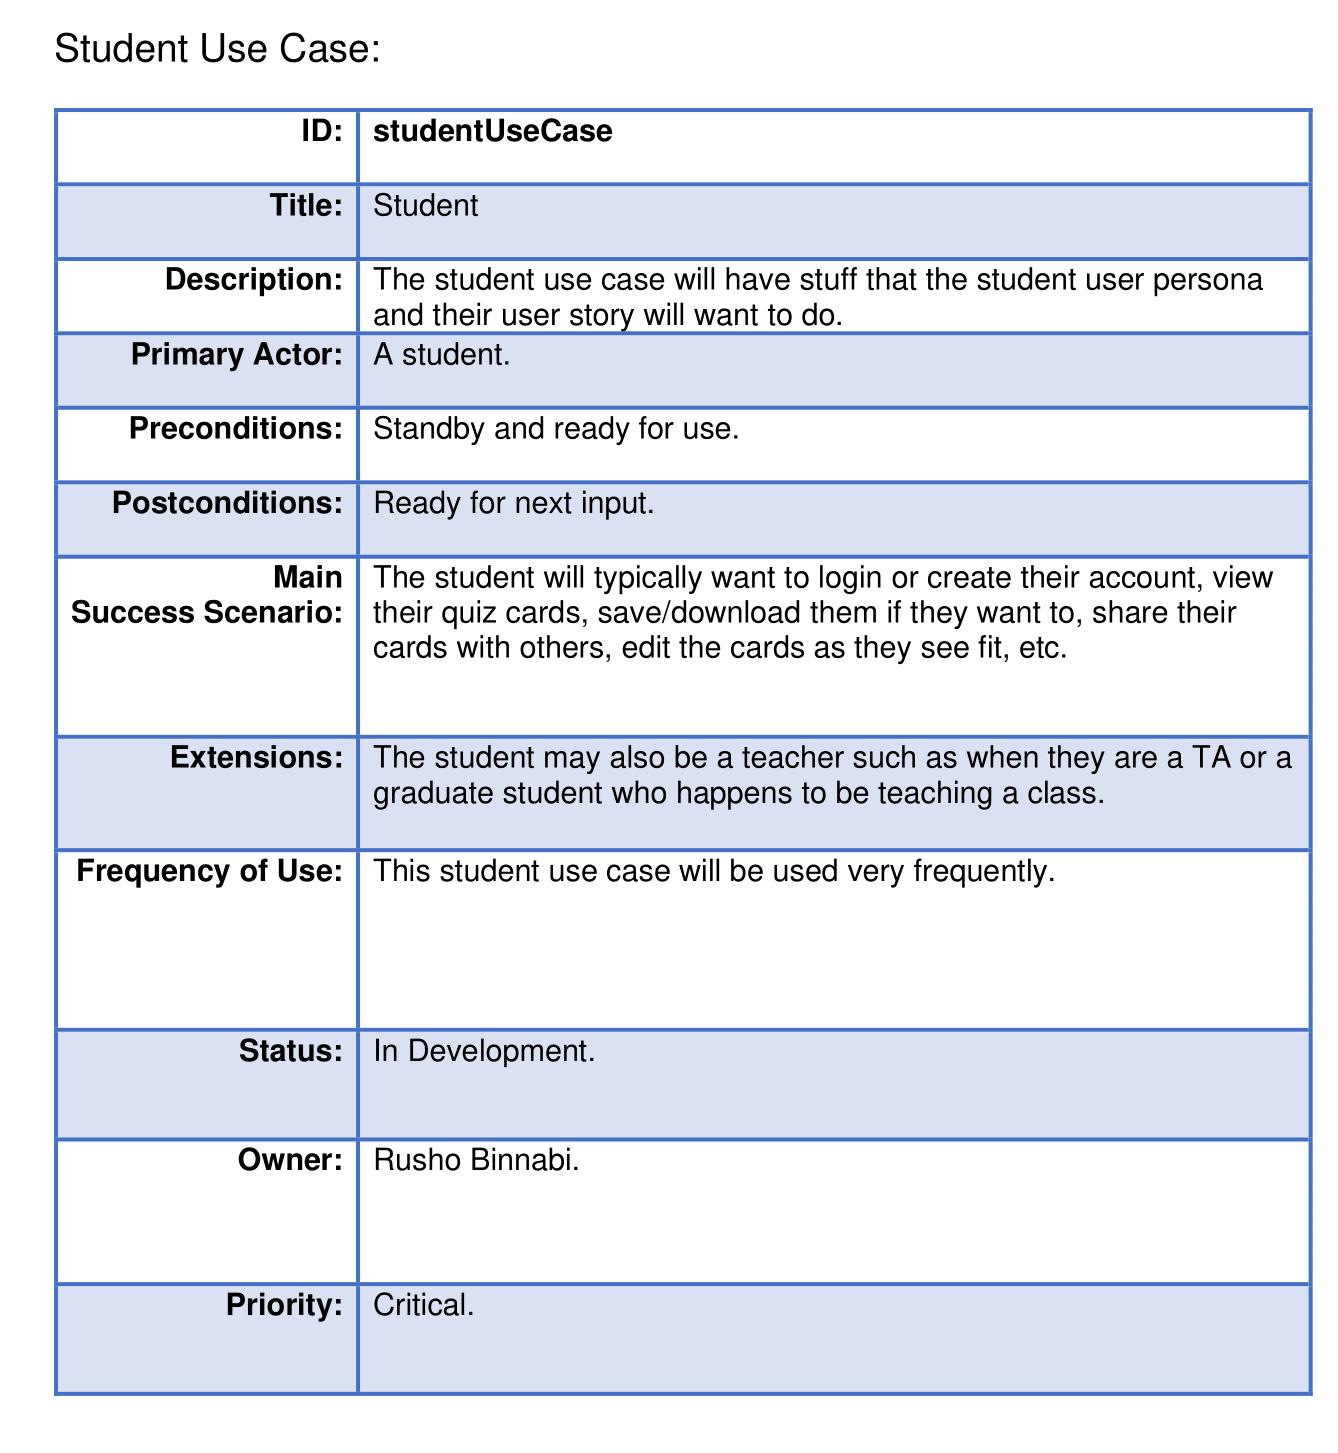 Student Use Case:
ID: studentUseCase
Title: Student
Description: The student use case will have stuff that the student user persona
and their user story will want to do.
Primary Actor: A student.
Preconditions: Standby and ready for use.
Postconditions: Ready for next input.
Main
Success Scenario:
The student will typically want to login or create their account, view
their quiz cards, save/download them if they want to, share their
cards with others, edit the cards as they see fit, etc.
Extensions: The student may also be a teacher such as when they are a TA or a
graduate student who happens to be teaching a class.
Frequency of Use: This student use case will be used very frequently.
Status: In Development.
Owner: Rusho Binnabi.
Priority: Critical.